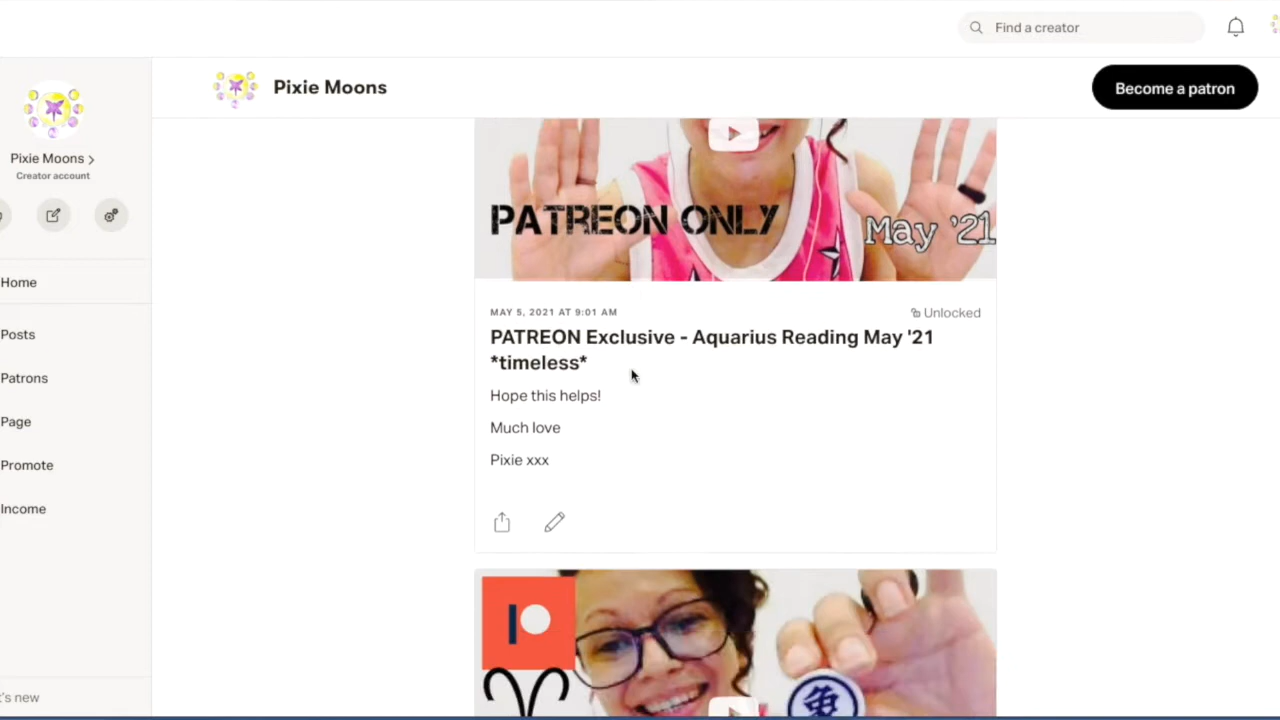 Find a creator
Pixie Moons
Become a patron
Pixie Moons
Creator account
PATREON ONLY
May '21
MAY 5, 2021 AT 9:01 AM
Unlocked
PATREON Exclusive - Aquarius Reading May '21
*timeless*
Hope this helps!
Much love
Pixie xxx
Home
Posts
Patrons
Page
Promote
Income
t's new
兔